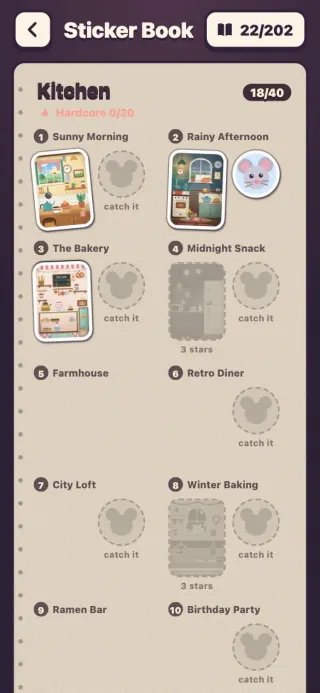 Sticker Book
22/202
Kitchen
18/40
Hardcore 0/20
1 Sunny Morning
2 Rainy Afternoon
catch it
3 The Bakery
4 Midnight Snack
catch it
catch it
3 stars
5 Farmhouse
6 Retro Diner
catch it
7 City Loft
8 Winter Baking
catch it
catch it
3 stars
9 Ramen Bar
10 Birthday Party
catch it